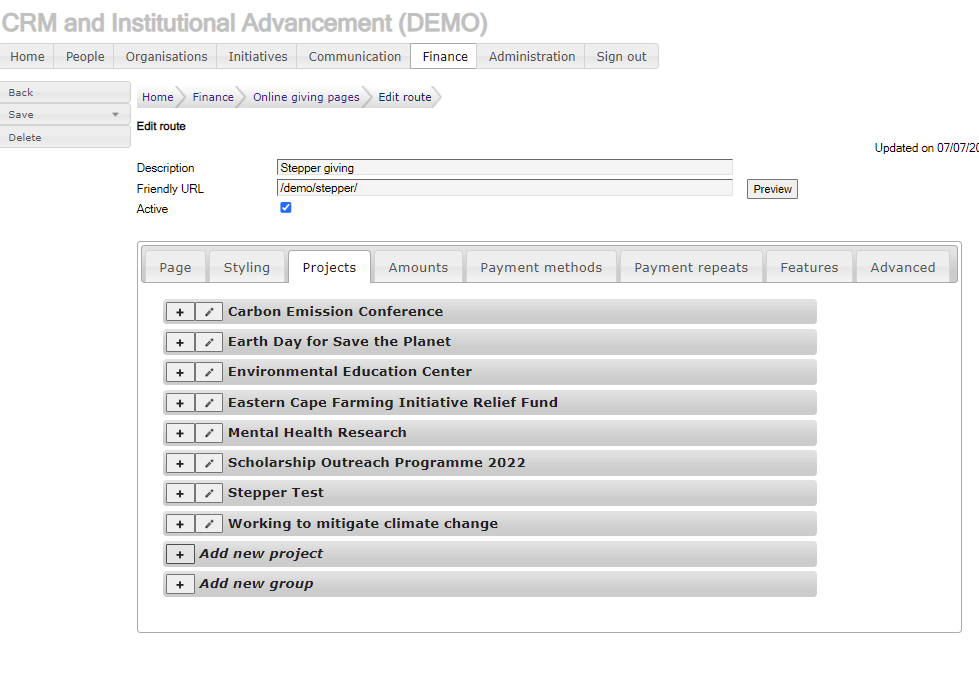 CRM and Institutional Advancement (DEMO)
Home People Organisations Initiatives Communication Finance Administration Sign out
Back
Save
Delete
Home Finance Online giving pages Edit route
Edit route
Updated on 07/07/20
Description Stepper giving
Friendly URL /demo/stepper/ Preview
Active
Page Styling Projects Amounts Payment methods Payment repeats Features Advanced
+ Carbon Emission Conference
+ Earth Day for Save the Planet
+ Environmental Education Center
+ Eastern Cape Farming Initiative Relief Fund
+ Mental Health Research
+ Scholarship Outreach Programme 2022
+ Stepper Test
+ Working to mitigate climate change
+ Add new project
+ Add new group